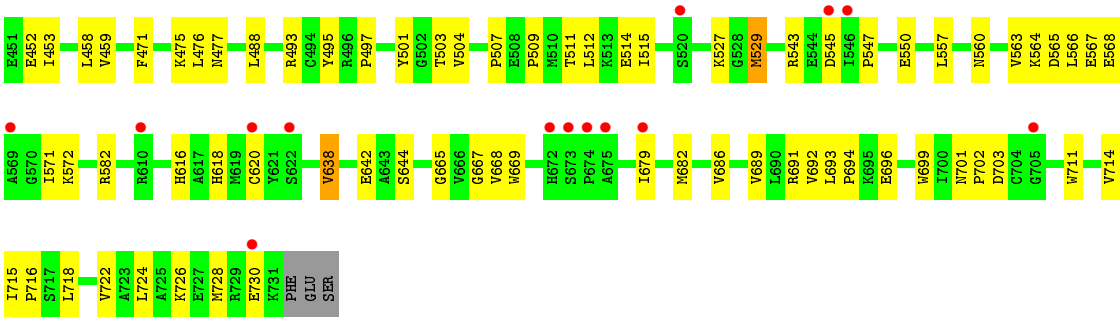 E451 E452 I453 L458 V459 F471 K475 L476 N477 L488 R493 C494 Y495 R496 P497 Y501 G502 T503 V504 P507 E508 P509 M510 T511 L512 K513 E514 I515 S520 K527 G528 M529 R543 E544 D545 I546 P547 E550 L557 N560 V563 K564 D565 L566 E567 E568
A569 G570 I571 K572 R582 R610 H616 A617 H618 M619 C620 Y621 S622 V638 E642 A643 S644 G665 V666 G667 V668 W669 H672 S673 P674 A675 I679 M682 V686 V689 L690 R691 V692 L693 P694 K695 E696 W699 I700 N701 P702 D703 C704 G705 W711 V714
I715 P716 S717 L718 V722 A723 L724 A725 K726 E727 M728 R729 E730 K731 PHE GLU SER